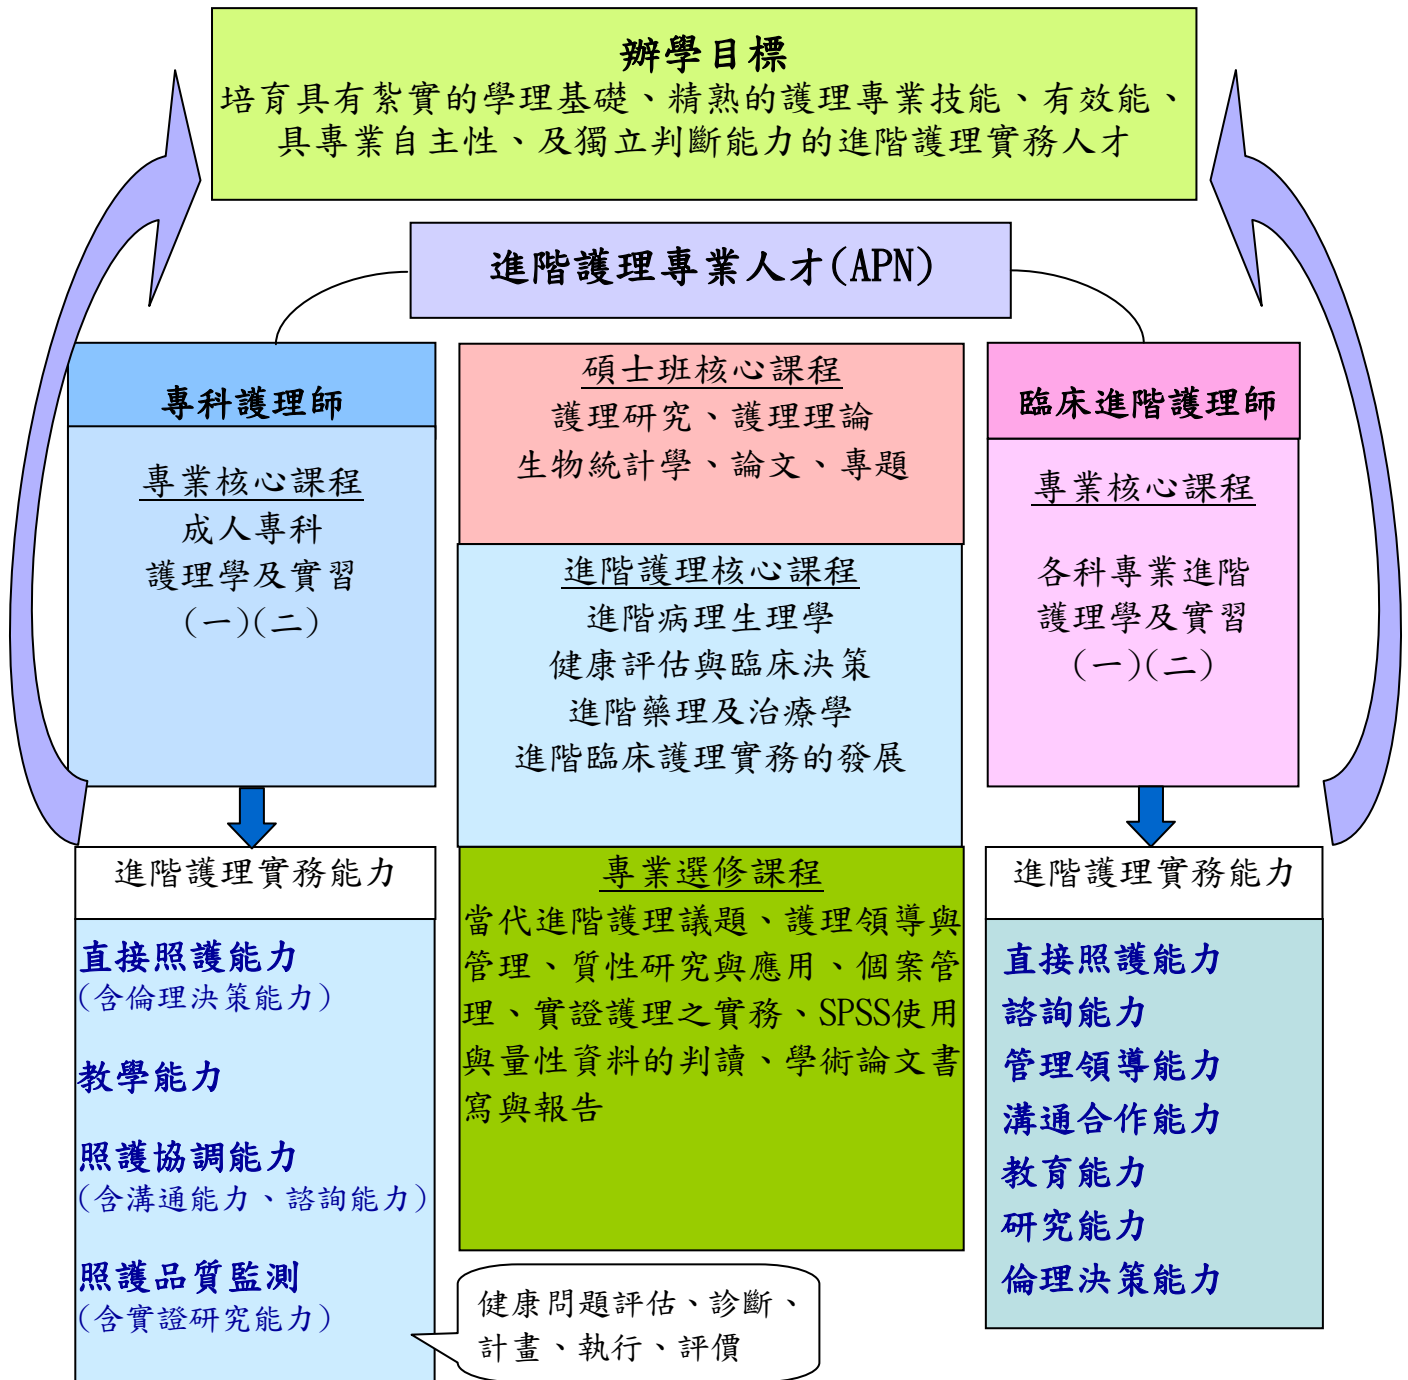 辦學目標
培育具有紮實的學理基礎、精熟的護理專業技能、有效能、
具專業自主性、及獨立判斷能力的進階護理實務人才
進階護理專業人才(APN)
專科護理師
專業核心課程
成人專科
護理學及實習
(一)(二)
碩士班核心課程
護理研究、護理理論
生物統計學、論文、專題
進階護理核心課程
進階病理生理學
健康評估與臨床決策
進階藥理及治療學
進階臨床護理實務的發展
專業選修課程
當代進階護理議題、護理領導與
管理、質性研究與應用、個案管
理、實證護理之實務、SPSS使用
與量性資料的判讀、學術論文書
寫與報告
臨床進階護理師
專業核心課程
各科專業進階
護理學及實習
(一)(二)
進階護理實務能力
直接照護能力
(含倫理決策能力)
教學能力
照護協調能力
(含溝通能力、諮詢能力)
照護品質監測
(含實證研究能力)
健康問題評估、診斷、
計畫、執行、評價
進階護理實務能力
直接照護能力
諮詢能力
管理領導能力
溝通合作能力
教育能力
研究能力
倫理決策能力